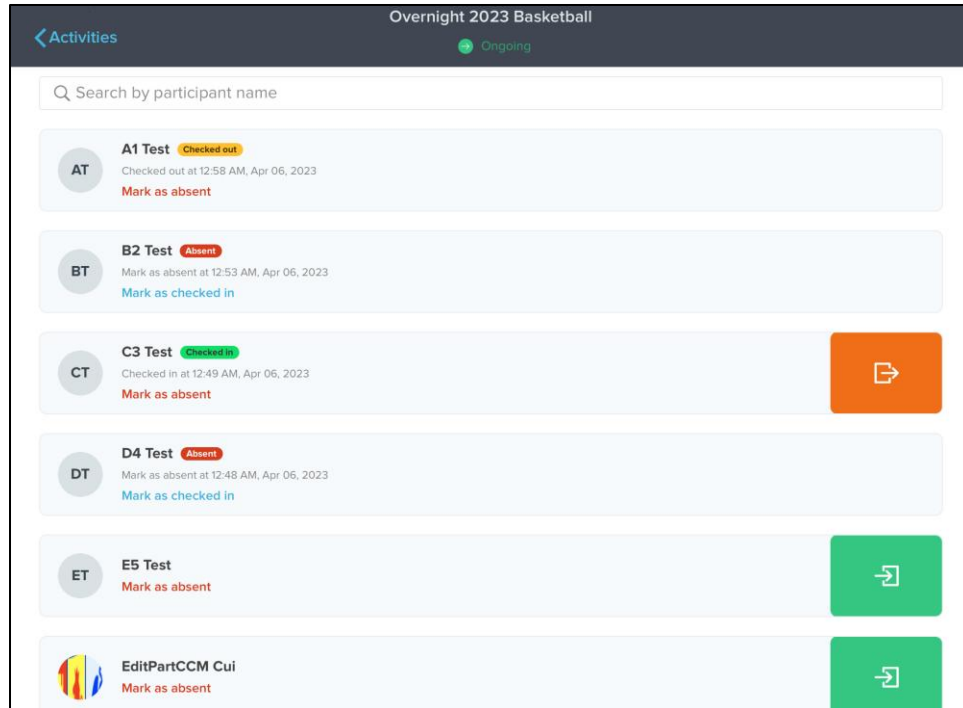 Overnight 2023 Basketball
Activities
Ongoing
Search by participant name
AT
A1 Test Checked out
Checked out at 12:58 AM, Apr 06, 2023
Mark as absent
BT
B2 Test Absent
Mark as absent at 12:53 AM, Apr 06, 2023
Mark as checked in
CT
C3 Test Checked in
Checked in at 12:49 AM, Apr 06, 2023
Mark as absent
DT
D4 Test Absent
Mark as absent at 12:48 AM, Apr 06, 2023
Mark as checked in
ET
E5 Test
Mark as absent
EditPartCCM Cui
Mark as absent